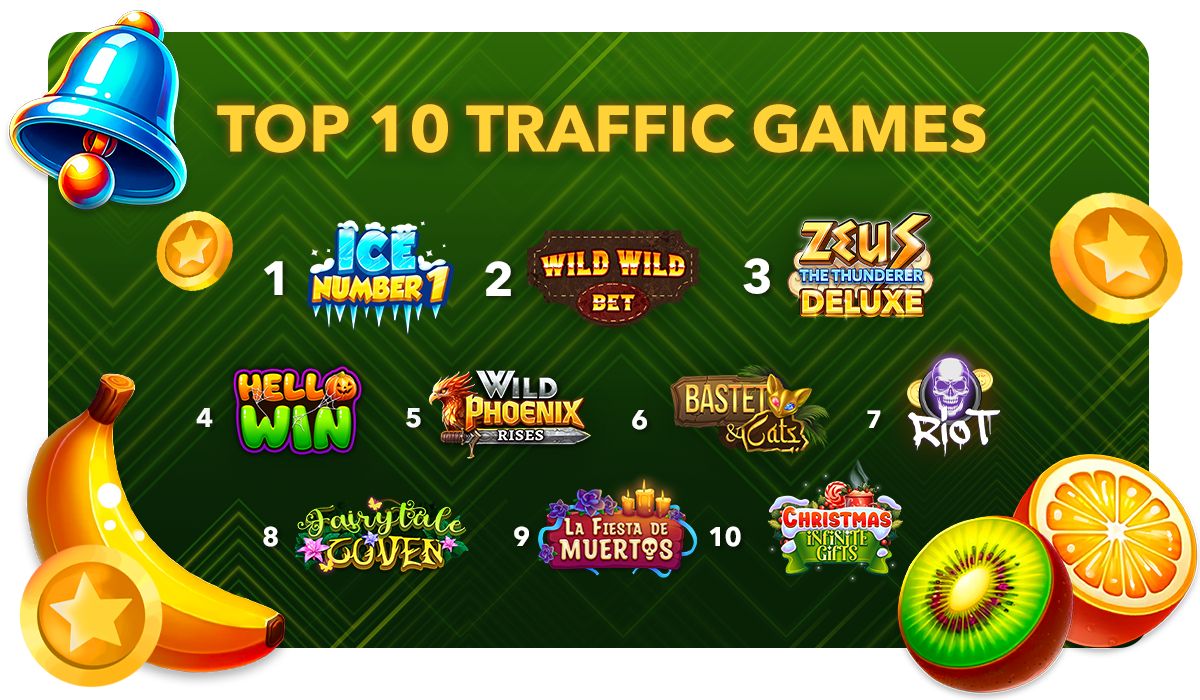 TOP 10 TRAFFIC GAMES
1
ICE
NUMBER 1
2
WILD WILD
BET
3
ZEUS
THE THUNDERER
DELUXE
4
HELLO
WIN
5
WILD
PHOENIX
RISES
6
BASTET
& Cats
7
RIOT
8
Fairytale
COVEN
9
LA FIESTA DE
MUERTOS
10
CHRISTMAS
INFINITE
GIFTS